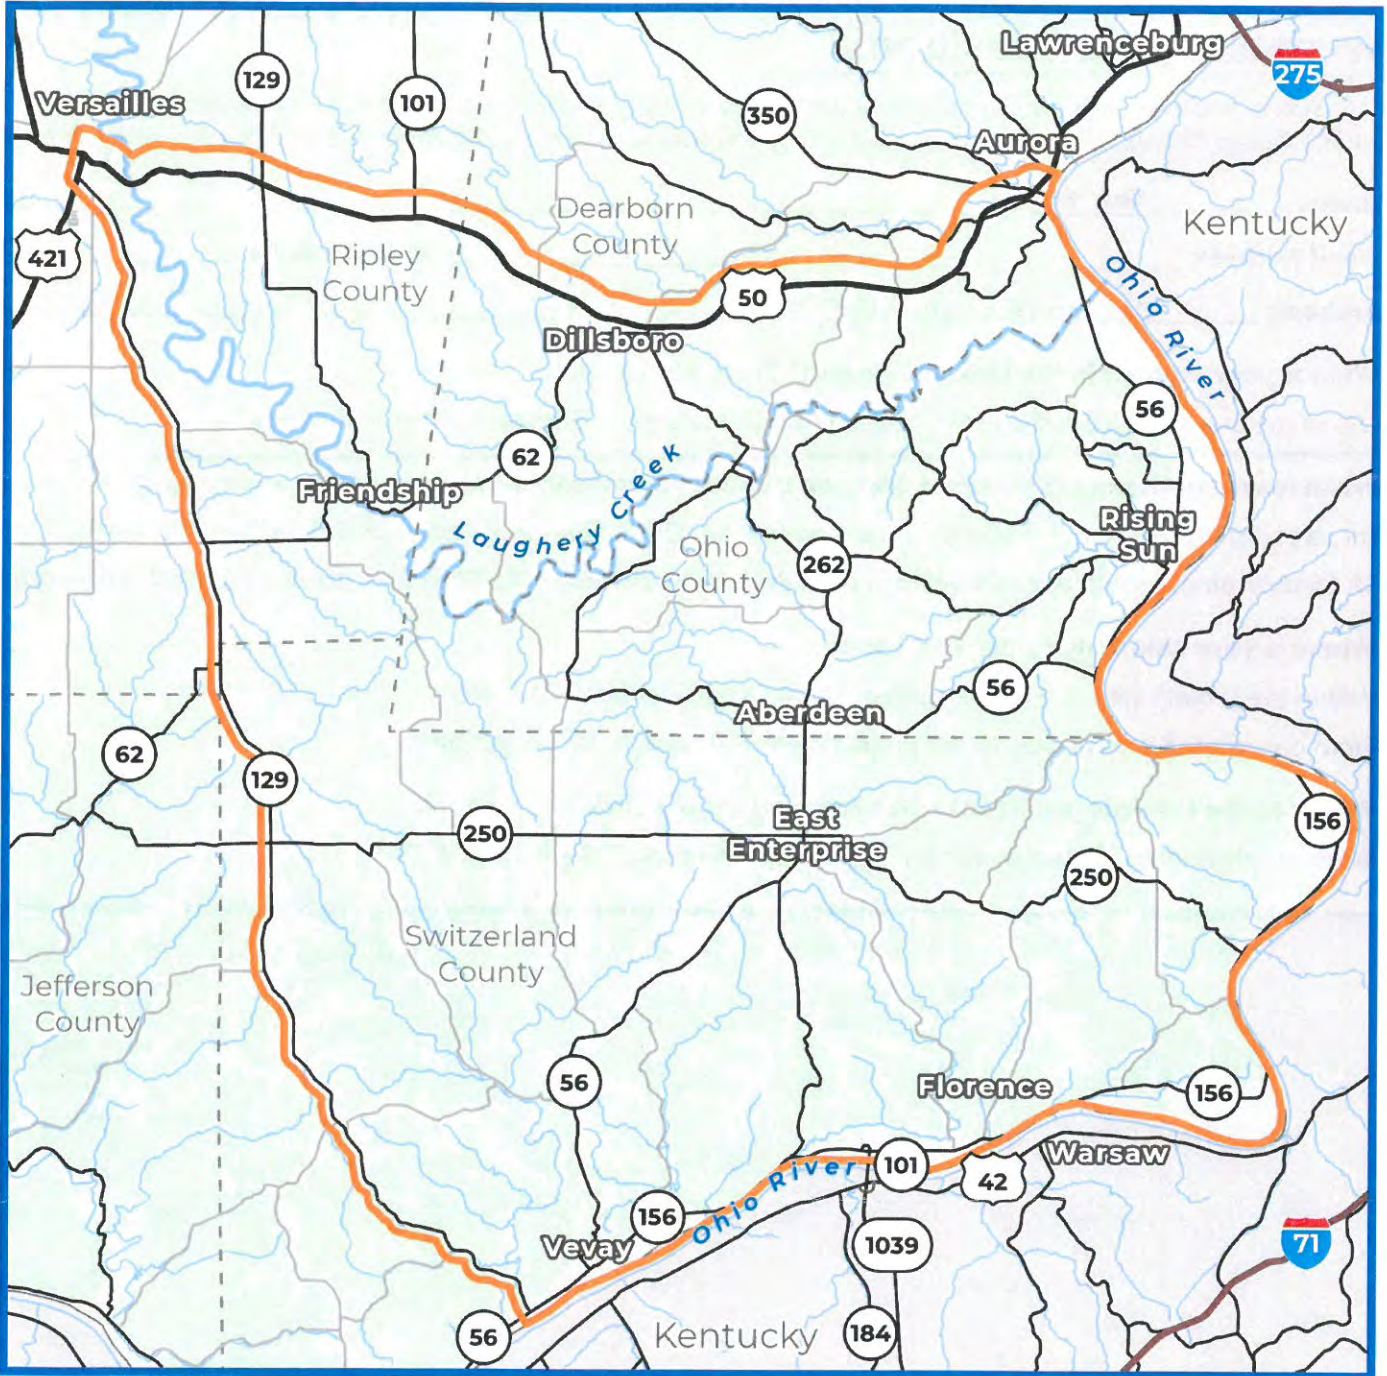 Lawrenceburg
275
129
101
Versailles
350
Aurora
Dearborn
County
Kentucky
421
Ripley
County
50
Ohio River
Dillsboro
56
62
Friendship
Laughery Creek
Rising
Sun
Ohio
County
262
56
Aberdeen
62
129
250
East
Enterprise
156
250
Switzerland
County
Jefferson
County
56
Florence
156
Warsaw
101
42
Ohio River
156
Vevay
1039
71
56
Kentucky
184